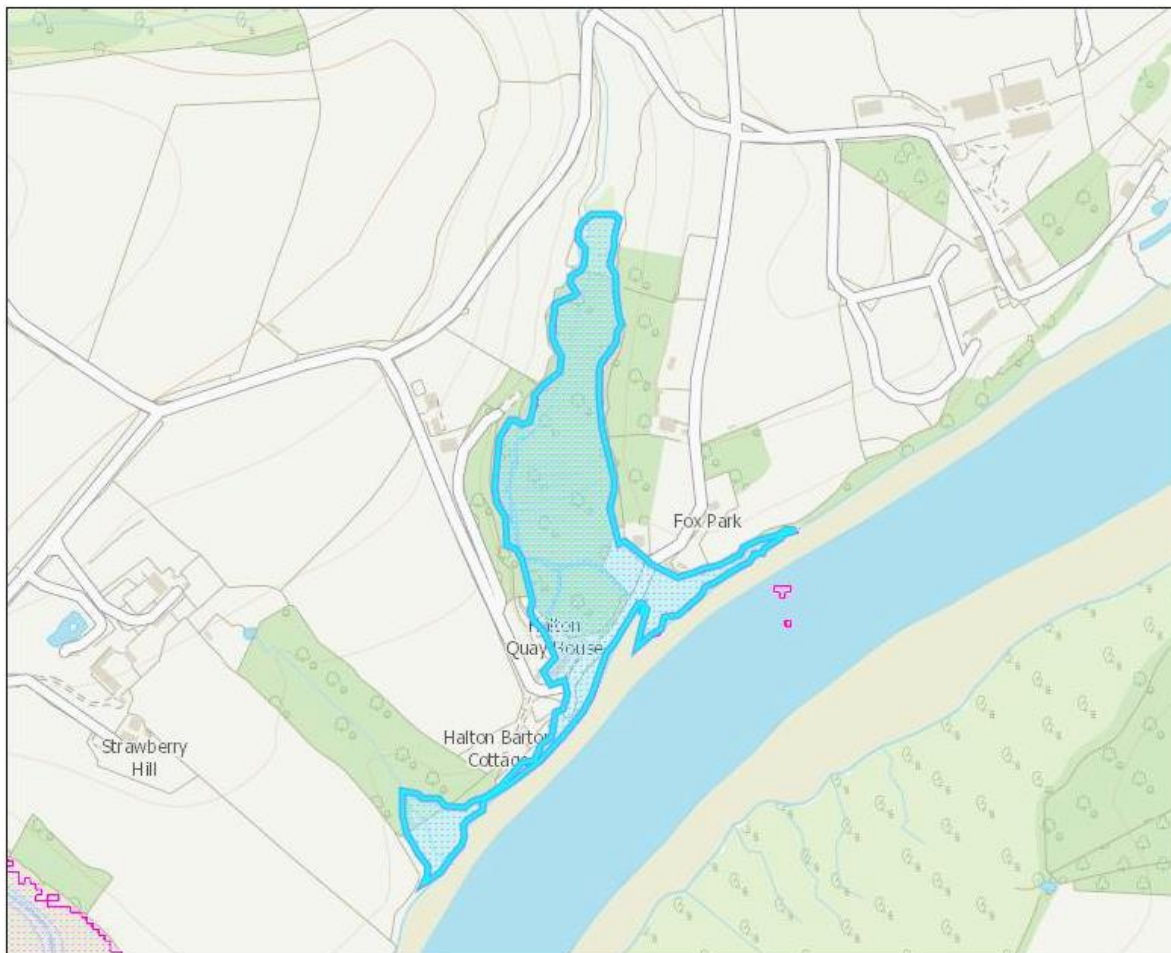 Fox Park
Halton
Quay House
Halton Barton
Cottage
Strawberry
Hill